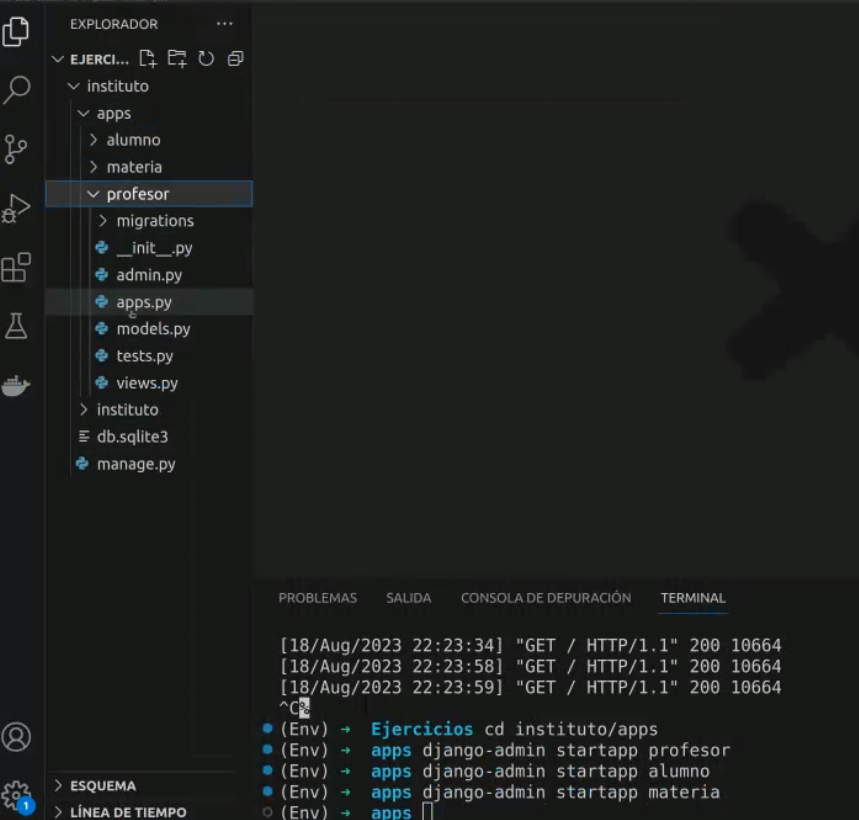 EXPLORADOR ...
EJERCI...
instituto
apps
alumno
materia
profesor
migrations
__init__.py
admin.py
apps.py
models.py
tests.py
views.py
instituto
db.sqlite3
manage.py
ESQUEMA
LÍNEA DE TIEMPO
1
PROBLEMAS SALIDA CONSOLA DE DEPURACIÓN TERMINAL
[18/Aug/2023 22:23:34] "GET / HTTP/1.1" 200 10664
[18/Aug/2023 22:23:58] "GET / HTTP/1.1" 200 10664
[18/Aug/2023 22:23:59] "GET / HTTP/1.1" 200 10664
^C%
(Env) → Ejercicios cd instituto/apps
(Env) → apps django-admin startapp profesor
(Env) → apps django-admin startapp alumno
(Env) → apps django-admin startapp materia
(Env) → apps